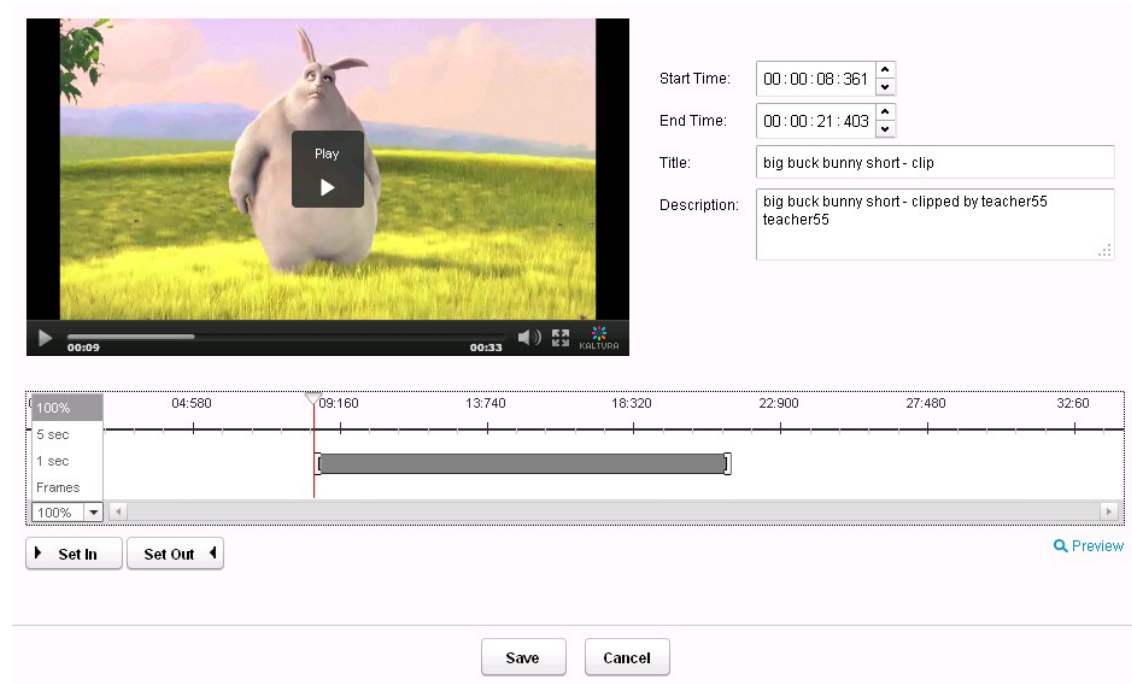 Play
00:09
00:33
KALTURA
Start Time:
00:00:08:361
End Time:
00:00:21:403
Title:
big buck bunny short - clip
Description:
big buck bunny short - clipped by teacher55
teacher55
04:580 09:160 13:740 18:320 22:900 27:480 32:60
100%
5 sec
1 sec
Frames
100%
Set In
Set Out
Preview
Save
Cancel